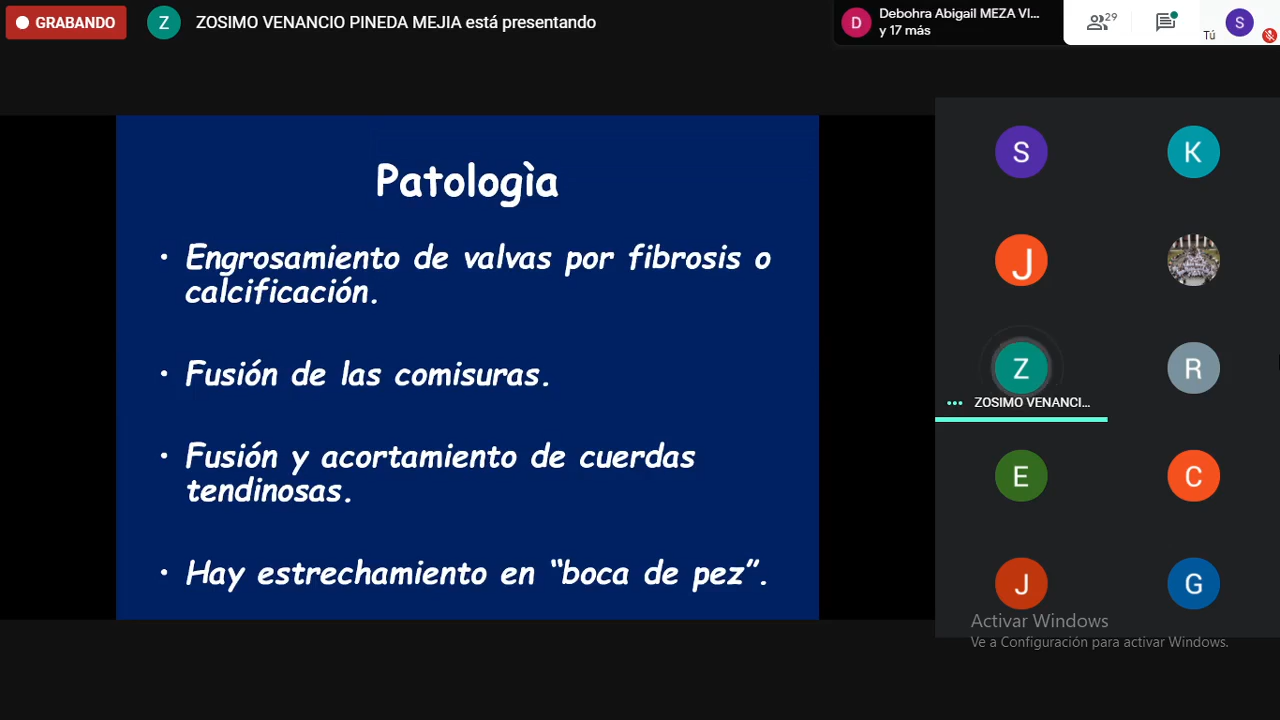 GRABANDO
Z
ZOSIMO VENANCIO PINEDA MEJIA está presentando
D
Debohra Abigail MEZA VI...
y 17 más
29
Tú
S
Patologìa
• Engrosamiento de valvas por fibrosis o
calcificación.
• Fusión de las comisuras.
• Fusión y acortamiento de cuerdas
tendinosas.
• Hay estrechamiento en “boca de pez”.
S
K
J
Z
R
ZOSIMO VENANCI...
E
C
J
G
Activar Windows
Ve a Configuración para activar Windows.